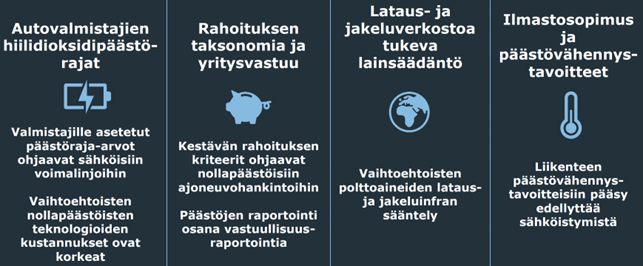 Autovalmistajien
hiilidioksidipäästö-
rajat
Valmistajille asetetut
päästöraja-arvot
ohjaavat sähköisiin
voimalinjoihin
Vaihtoehtoisten
nollapäästöisten
teknologioiden
kustannukset ovat
korkeat
Rahoituksen
taksonomia ja
yritysvastuu
Kestävän rahoituksen
kriteerit ohjaavat
nollapäästöisiin
ajoneuvohankintoihin
Päästöjen raportointi
osana vastuullisuus-
raportointia
Lataus- ja
jakeluverkostoa
tukeva
lainsäädäntö
Vaihtoehtoisten
polttoaineiden lataus-
ja jakeluinfran
sääntely
Ilmastosopimus
ja
päästövähennys-
tavoitteet
Liikenteen
päästövähennys-
tavoitteisiin pääsy
edellyttää
sähköistymistä